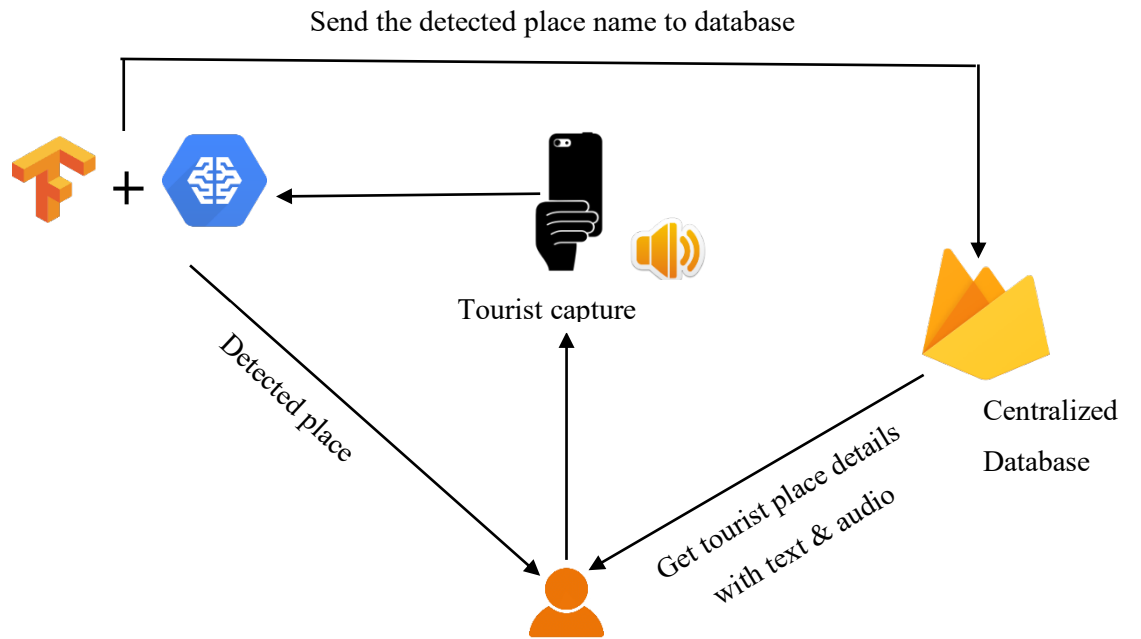 Send the detected place name to database
+
Tourist capture
Detected place
Get tourist place details
with text & audio
Centralized
Database